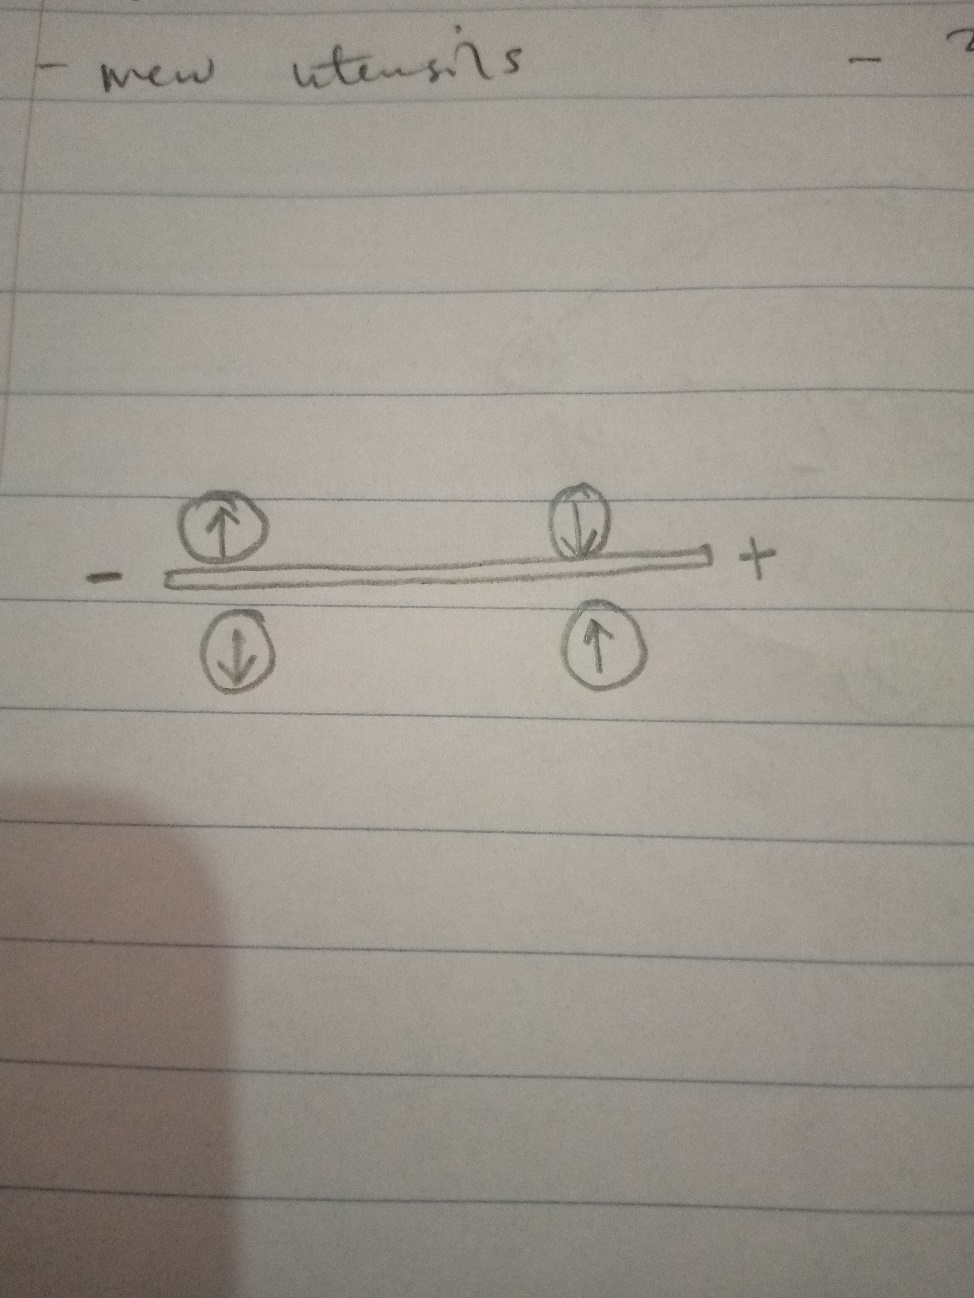 - new utensils -
- +